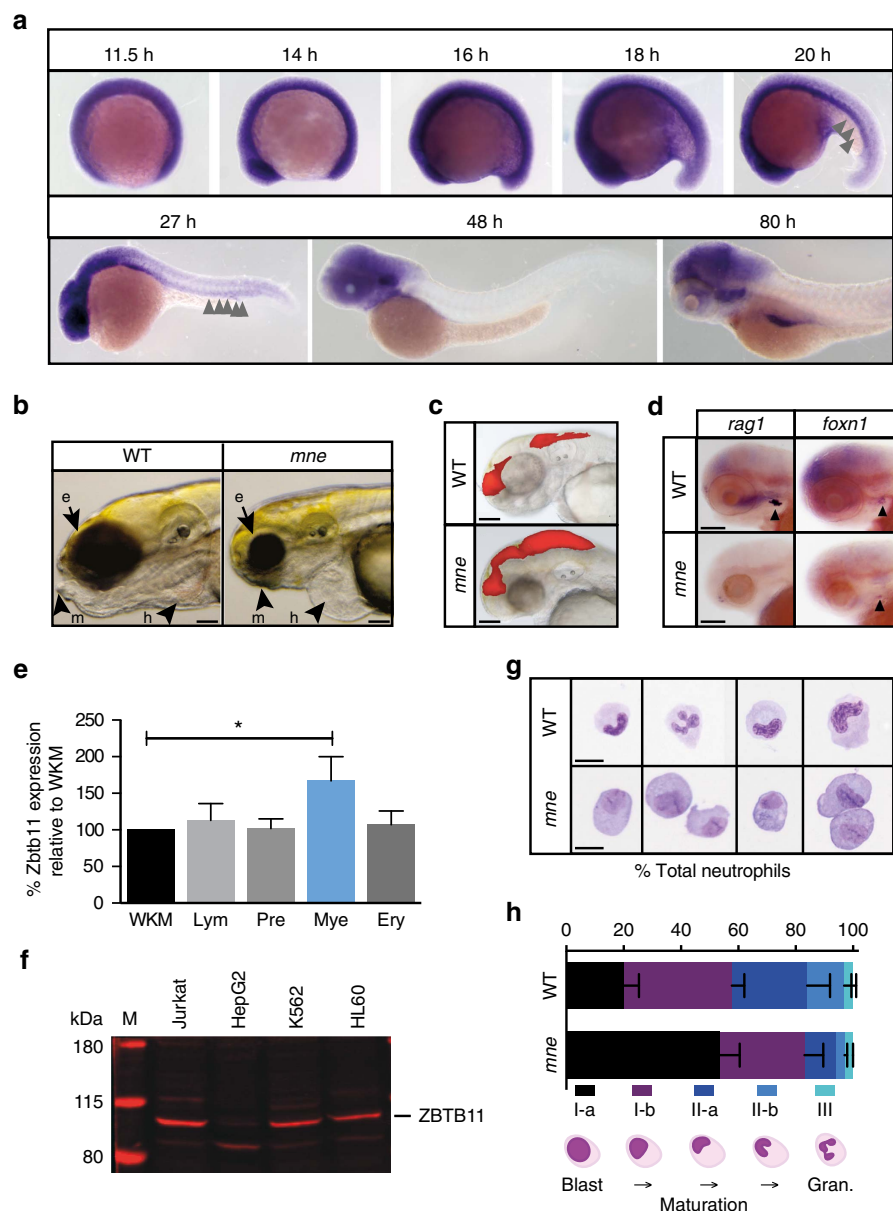 a
11.5 h 14 h 16 h 18 h 20 h
27 h 48 h 80 h
b
WT mne
e e
m h m h
c
WT
mne
d
rag1 foxn1
WT
mne
e
% Zbtb11 expression
relative to WKM
250
200
150
100
50
0
*
WKM Lym Pre Mye Ery
f
kDa M Jurkat HepG2 K562 HL60
180
115
80
ZBTB11
g
WT
mne
% Total neutrophils
h
0 20 40 60 80 100
WT
mne
I-a I-b II-a II-b III
Blast → → → Gran.
Maturation